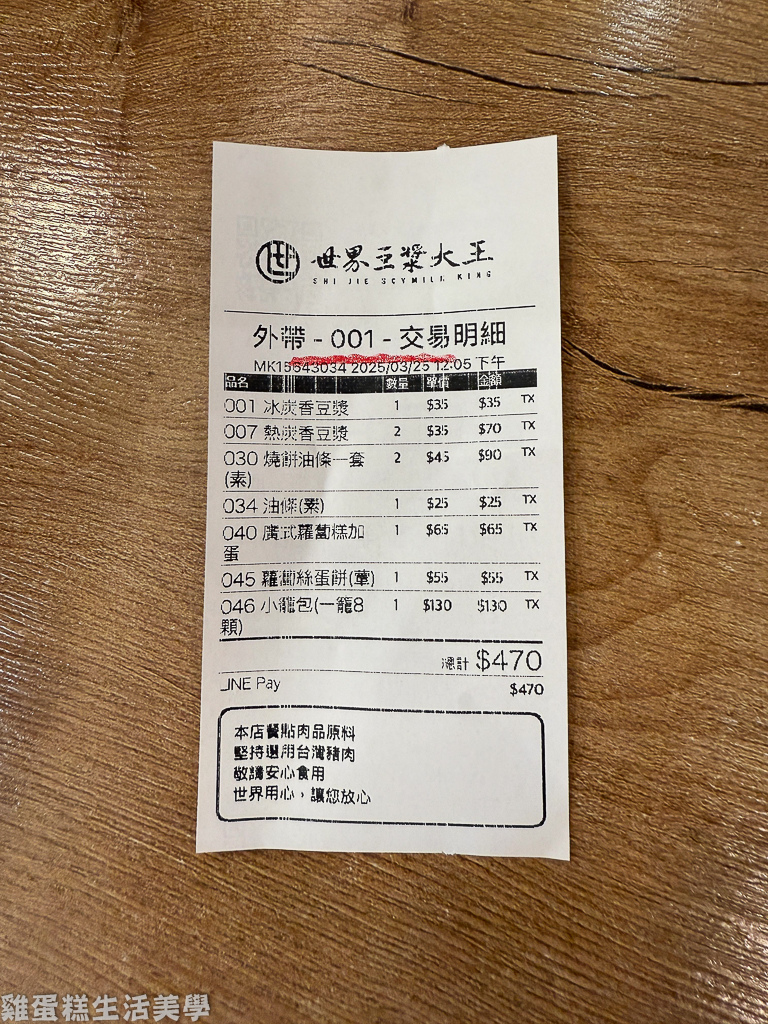 世界豆漿大王
SHI JIE SOYMILK KING
外帶 - 001 - 交易明細
MK15643034 2025/03/25 12:05 下午
品名 數量 單價 金額
001 冰炭香豆漿 1 $35 $35 TX
007 熱炭香豆漿 2 $35 $70 TX
030 燒餅油條一套 2 $45 $90 TX
(素)
034 油條(素) 1 $25 $25 TX
040 廣式蘿蔔糕加 1 $65 $65 TX
蛋
045 蘿蔔絲蛋餅(葷) 1 $55 $55 TX
046 小籠包(一籠8 1 $130 $130 TX
顆)
總計 $470
LINE Pay $470
本店餐點肉品原料
堅持選用台灣豬肉
敬請安心食用
世界用心，讓您放心
雞蛋糕生活美學